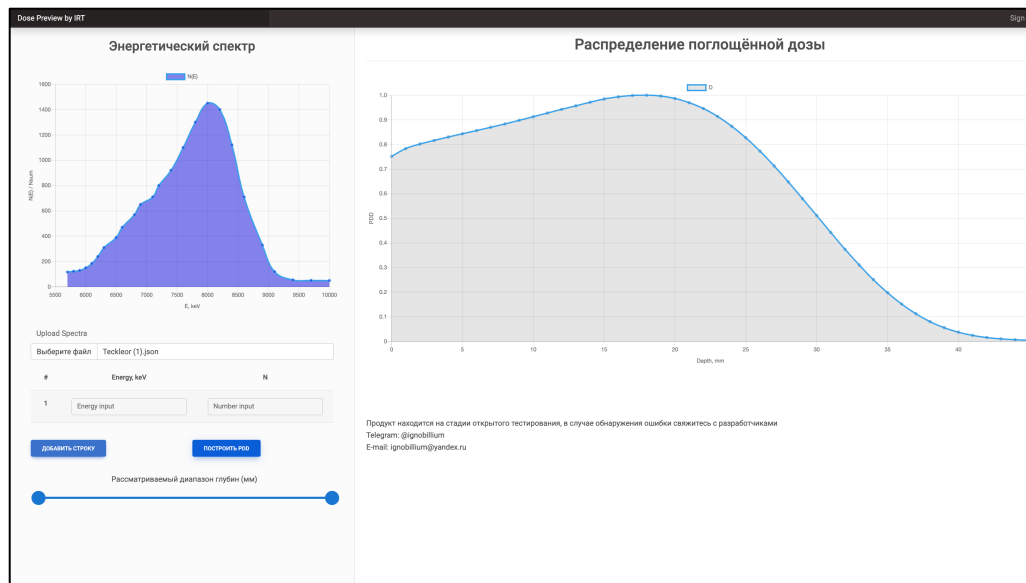 Dose Preview by IRT
Sign
Энергетический спектр
N(E)
1600
1400
1200
1000
800
600
400
200
0
N(E) / Nsum
5500 6000 6500 7000 7500 8000 8500 9000 9500 10000
E, keV
Upload Spectra
Выберите файл Teckleor (1).json
# Energy, keV N
1 Energy input Number input
ДОБАВИТЬ СТРОКУ ПОСТРОИТЬ PDD
Рассматриваемый диапазон глубин (мм)
Распределение поглощённой дозы
D
1.0
0.9
0.8
0.7
0.6
0.5
0.4
0.3
0.2
0.1
0
PDD
0 5 10 15 20 25 30 35 40
Depth, mm
Продукт находится на стадии открытого тестирования, в случае обнаружения ошибки свяжитесь с разработчиками
Telegram: @ignobillium
E-mail: ignobillium@yandex.ru